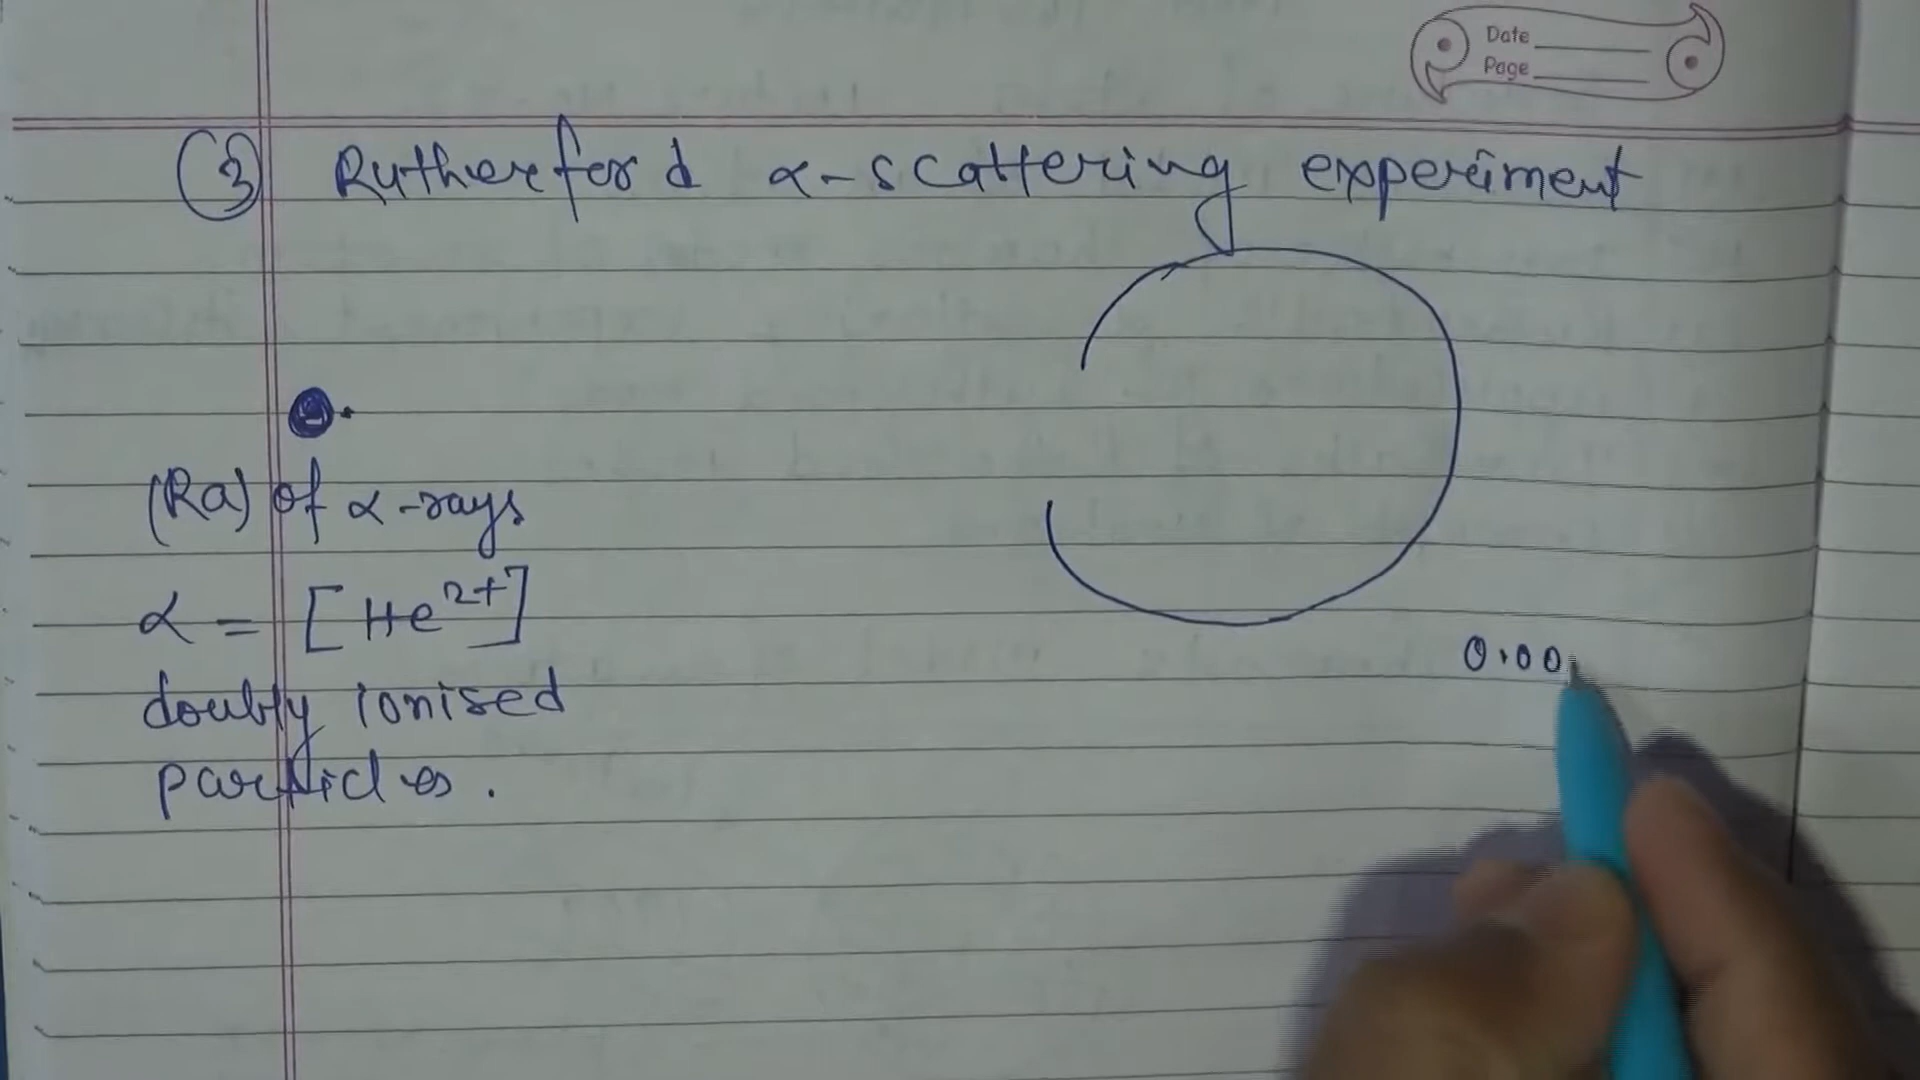 Date
Page
(3) Rutherford α-scattering experiment
(Ra) of α-rays
α = [He²⁺]
doubly ionised
particles.
0.00